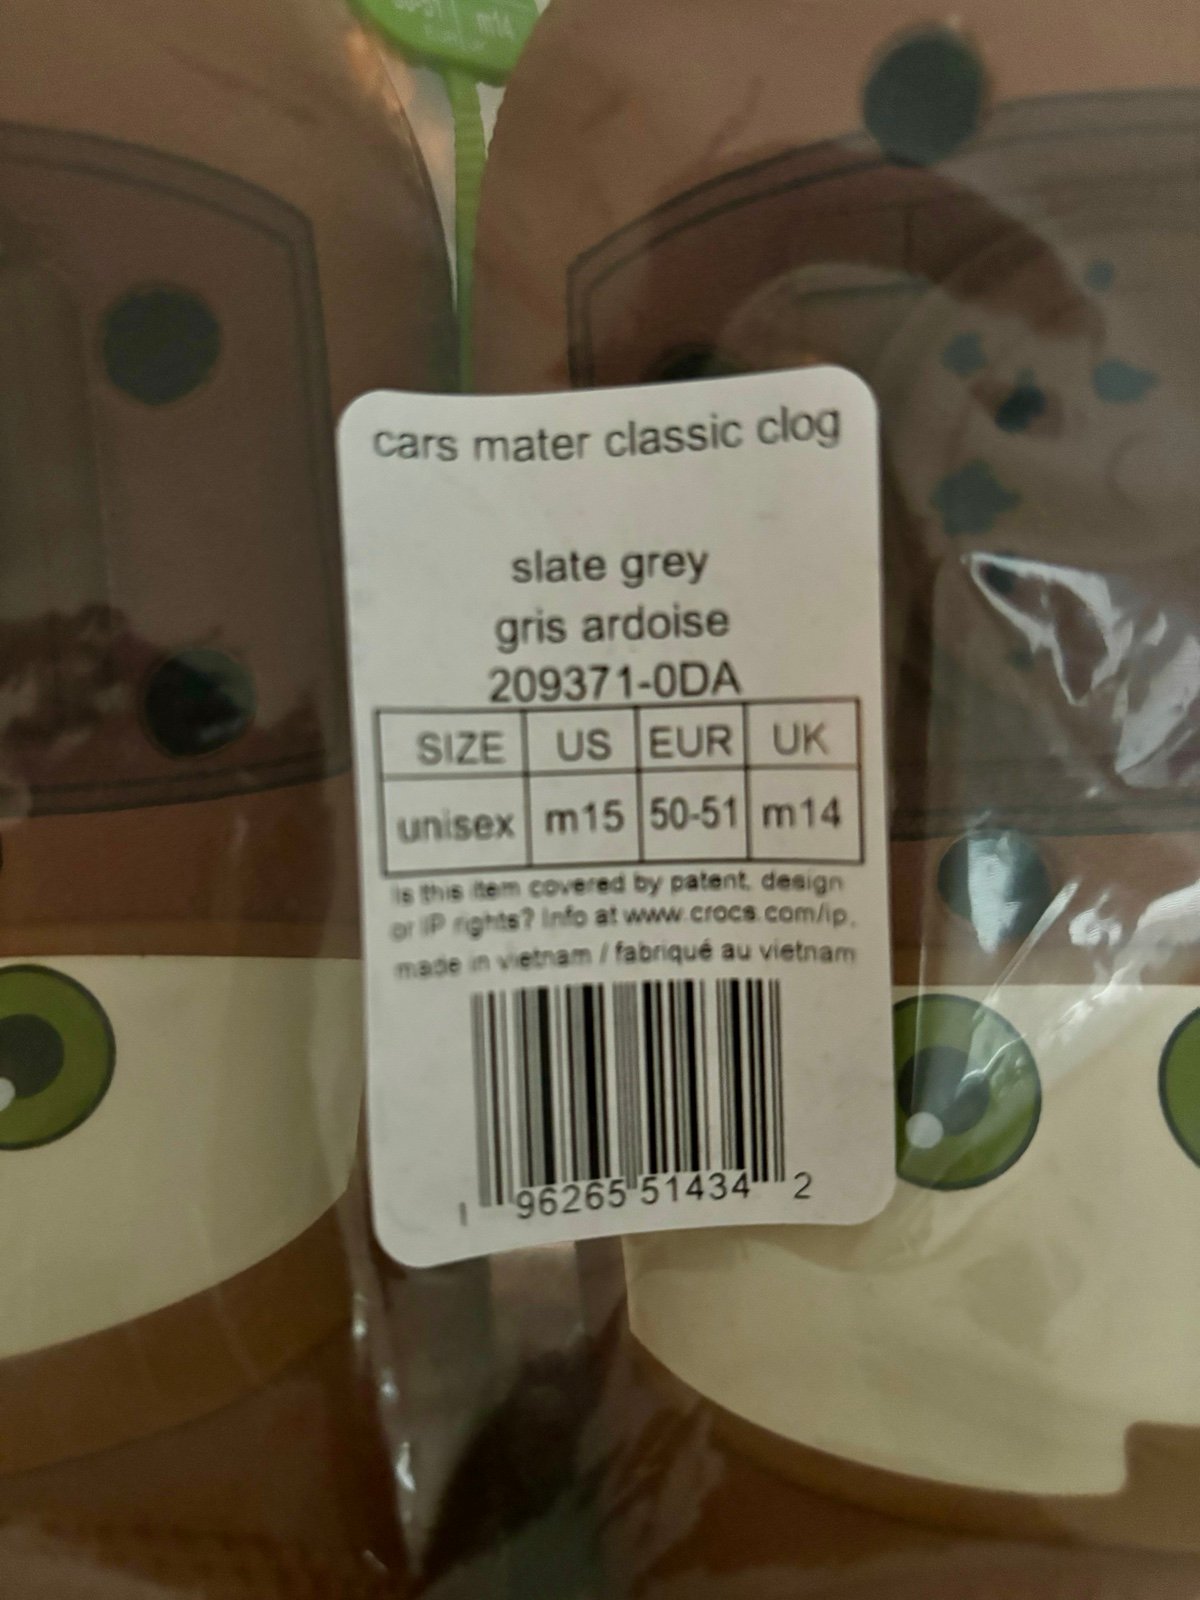 m14
cars mater classic clog
slate grey
gris ardoise
209371-0DA
SIZE US EUR UK
unisex m15 50-51 m14
Is this item covered by patent, design
or IP rights? Info at www.crocs.com/ip.
made in vietnam / fabriqué au vietnam
1 96265 51434 2